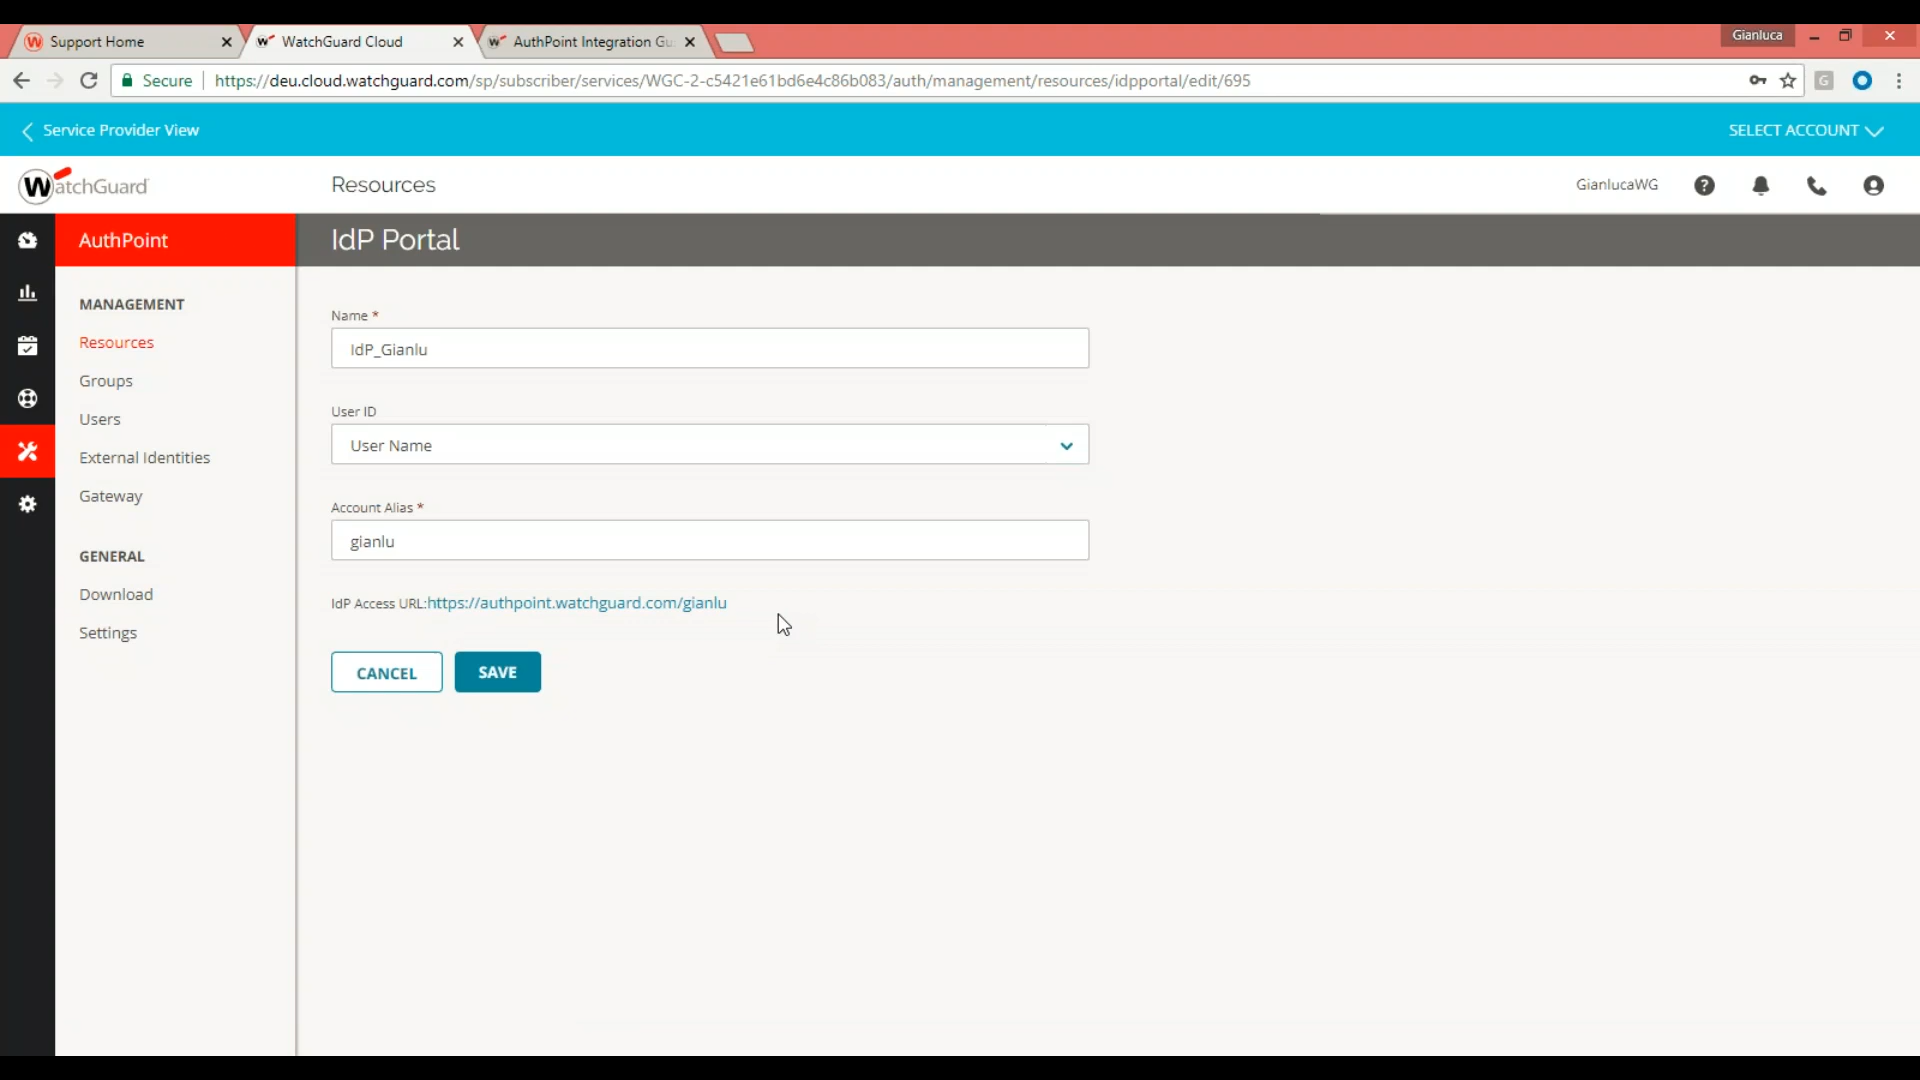 Support Home
WatchGuard Cloud
AuthPoint Integration Gu
Gianluca
Secure
https://deu.cloud.watchguard.com/sp/subscriber/services/WGC-2-c5421e61bd6e4c86b083/auth/management/resources/idpportal/edit/695
Service Provider View
SELECT ACCOUNT
WatchGuard
Resources
GianlucaWG
AuthPoint
IdP Portal
MANAGEMENT
Resources
Groups
Users
External Identities
Gateway
GENERAL
Download
Settings
Name *
IdP_Gianlu
User ID
User Name
Account Alias *
gianlu
IdP Access URL:https://authpoint.watchguard.com/gianlu
CANCEL
SAVE